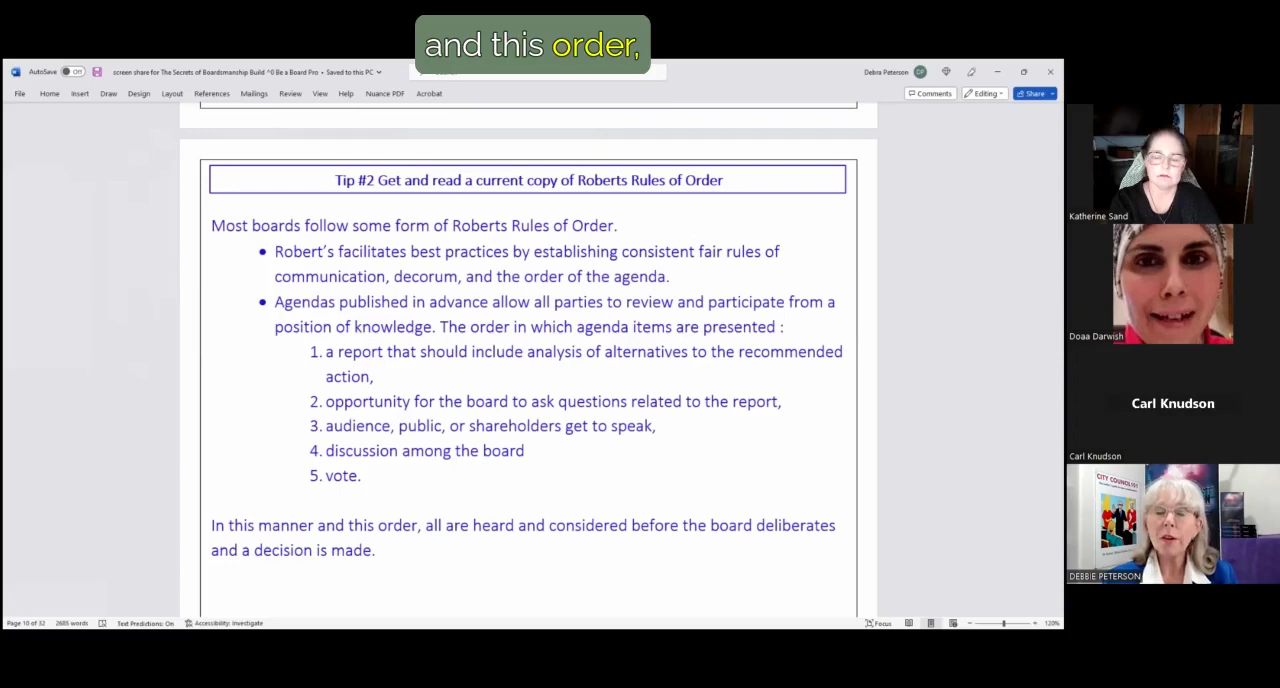 and this order,
AutoSave Off screen share for The Secrets of Boardsmanship Build ^0 Be a Board Pro • Saved to this PC Debra Peterson DP
File Home Insert Draw Design Layout References Mailings Review View Help Nuance PDF Acrobat Comments Editing Share
Tip #2 Get and read a current copy of Roberts Rules of Order
Most boards follow some form of Roberts Rules of Order.
• Robert's facilitates best practices by establishing consistent fair rules of
communication, decorum, and the order of the agenda.
• Agendas published in advance allow all parties to review and participate from a
position of knowledge. The order in which agenda items are presented :
1. a report that should include analysis of alternatives to the recommended
action,
2. opportunity for the board to ask questions related to the report,
3. audience, public, or shareholders get to speak,
4. discussion among the board
5. vote.
In this manner and this order, all are heard and considered before the board deliberates
and a decision is made.
Page 10 of 32 2685 words Text Predictions: On Accessibility: Investigate Focus 120%
Katherine Sand
Doaa Darwish
Carl Knudson
Carl Knudson
CITY COUNCIL 101
DEBBIE PETERSON